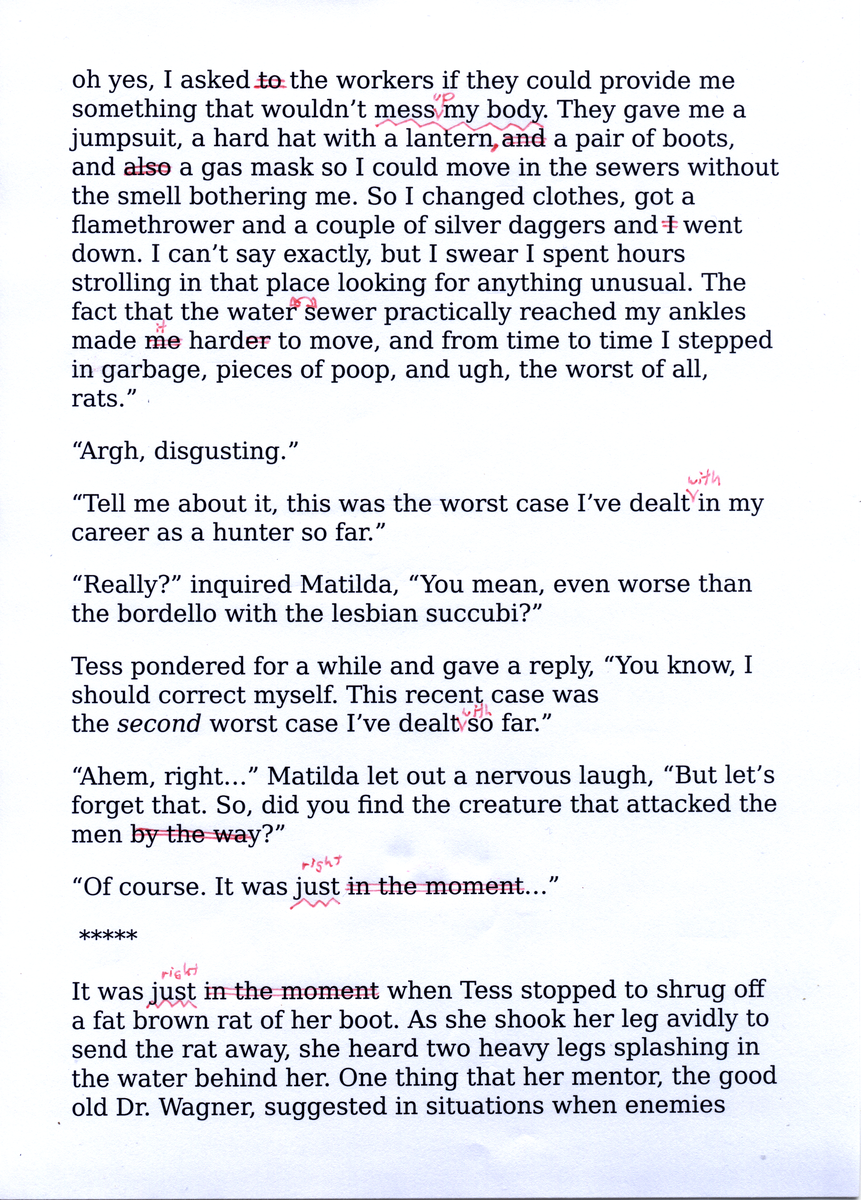 oh yes, I asked to the workers if they could provide me
up
something that wouldn’t mess my body. They gave me a
jumpsuit, a hard hat with a lantern, and a pair of boots,
and also a gas mask so I could move in the sewers without
the smell bothering me. So I changed clothes, got a
flamethrower and a couple of silver daggers and I went
down. I can’t say exactly, but I swear I spent hours
strolling in that place looking for anything unusual. The
fact that the water sewer practically reached my ankles
it
made me harder to move, and from time to time I stepped
in garbage, pieces of poop, and ugh, the worst of all,
rats.”
“Argh, disgusting.”
with
“Tell me about it, this was the worst case I’ve dealt in my
career as a hunter so far.”
“Really?” inquired Matilda, “You mean, even worse than
the bordello with the lesbian succubi?”
Tess pondered for a while and gave a reply, “You know, I
should correct myself. This recent case was
with
the second worst case I’ve dealt so far.”
“Ahem, right…” Matilda let out a nervous laugh, “But let’s
forget that. So, did you find the creature that attacked the
men by the way?”
right
“Of course. It was just in the moment…”
*****
right
It was just in the moment when Tess stopped to shrug off
a fat brown rat of her boot. As she shook her leg avidly to
send the rat away, she heard two heavy legs splashing in
the water behind her. One thing that her mentor, the good
old Dr. Wagner, suggested in situations when enemies